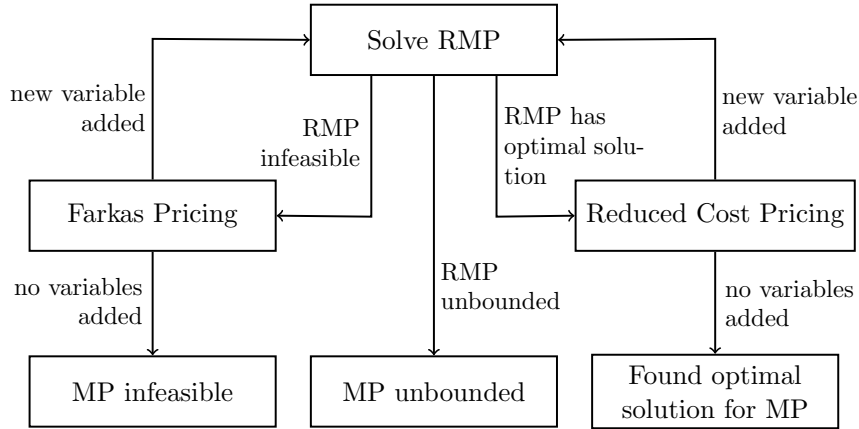 Solve RMP
new variable
added
RMP
infeasible
RMP has
optimal solu-
tion
new variable
added
Farkas Pricing
Reduced Cost Pricing
no variables
added
RMP
unbounded
no variables
added
MP infeasible
MP unbounded
Found optimal
solution for MP